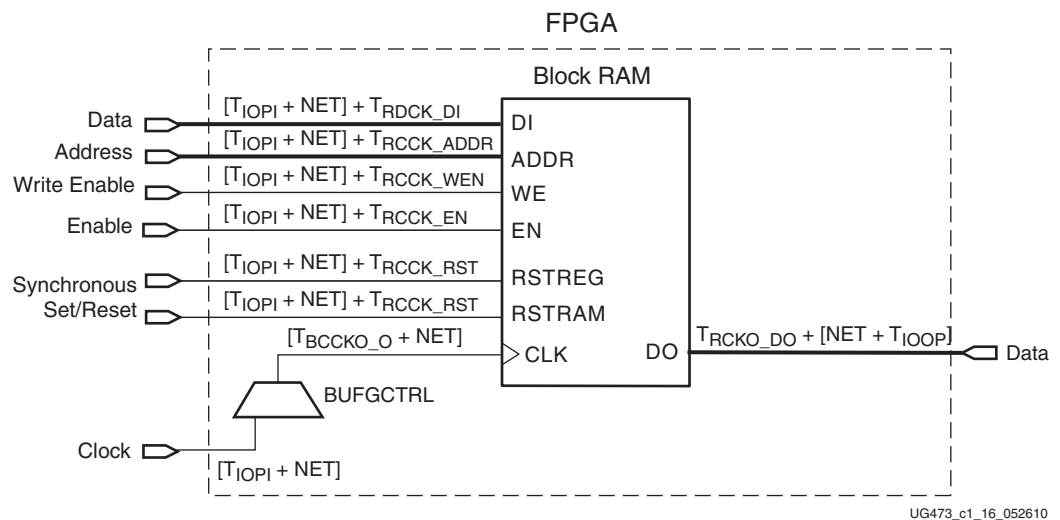 FPGA
Block RAM
Data
[TIOPI + NET] + TRDCK_DI
DI
Address
[TIOPI + NET] + TRCCK_ADDR
ADDR
Write Enable
[TIOPI + NET] + TRCCK_WEN
WE
Enable
[TIOPI + NET] + TRCCK_EN
EN
Synchronous
Set/Reset
[TIOPI + NET] + TRCCK_RST
RSTREG
[TIOPI + NET] + TRCCK_RST
RSTRAM
[TBCCKO_O + NET]
CLK
DO
TRCKO_DO + [NET + TIOOP]
Data
BUFGCTRL
Clock
[TIOPI + NET]
UG473_c1_16_052610